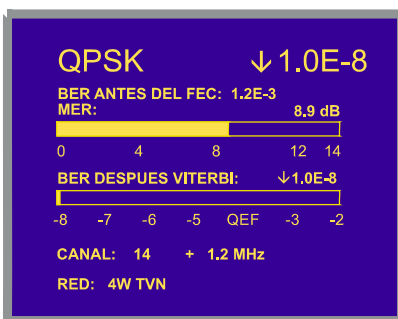 QPSK ↓1.0E-8
BER ANTES DEL FEC: 1.2E-3
MER: 8.9 dB
0 4 8 12 14
BER DESPUES VITERBI: ↓1.0E-8
-8 -7 -6 -5 QEF -3 -2
CANAL: 14 + 1.2 MHz
RED: 4W TVN